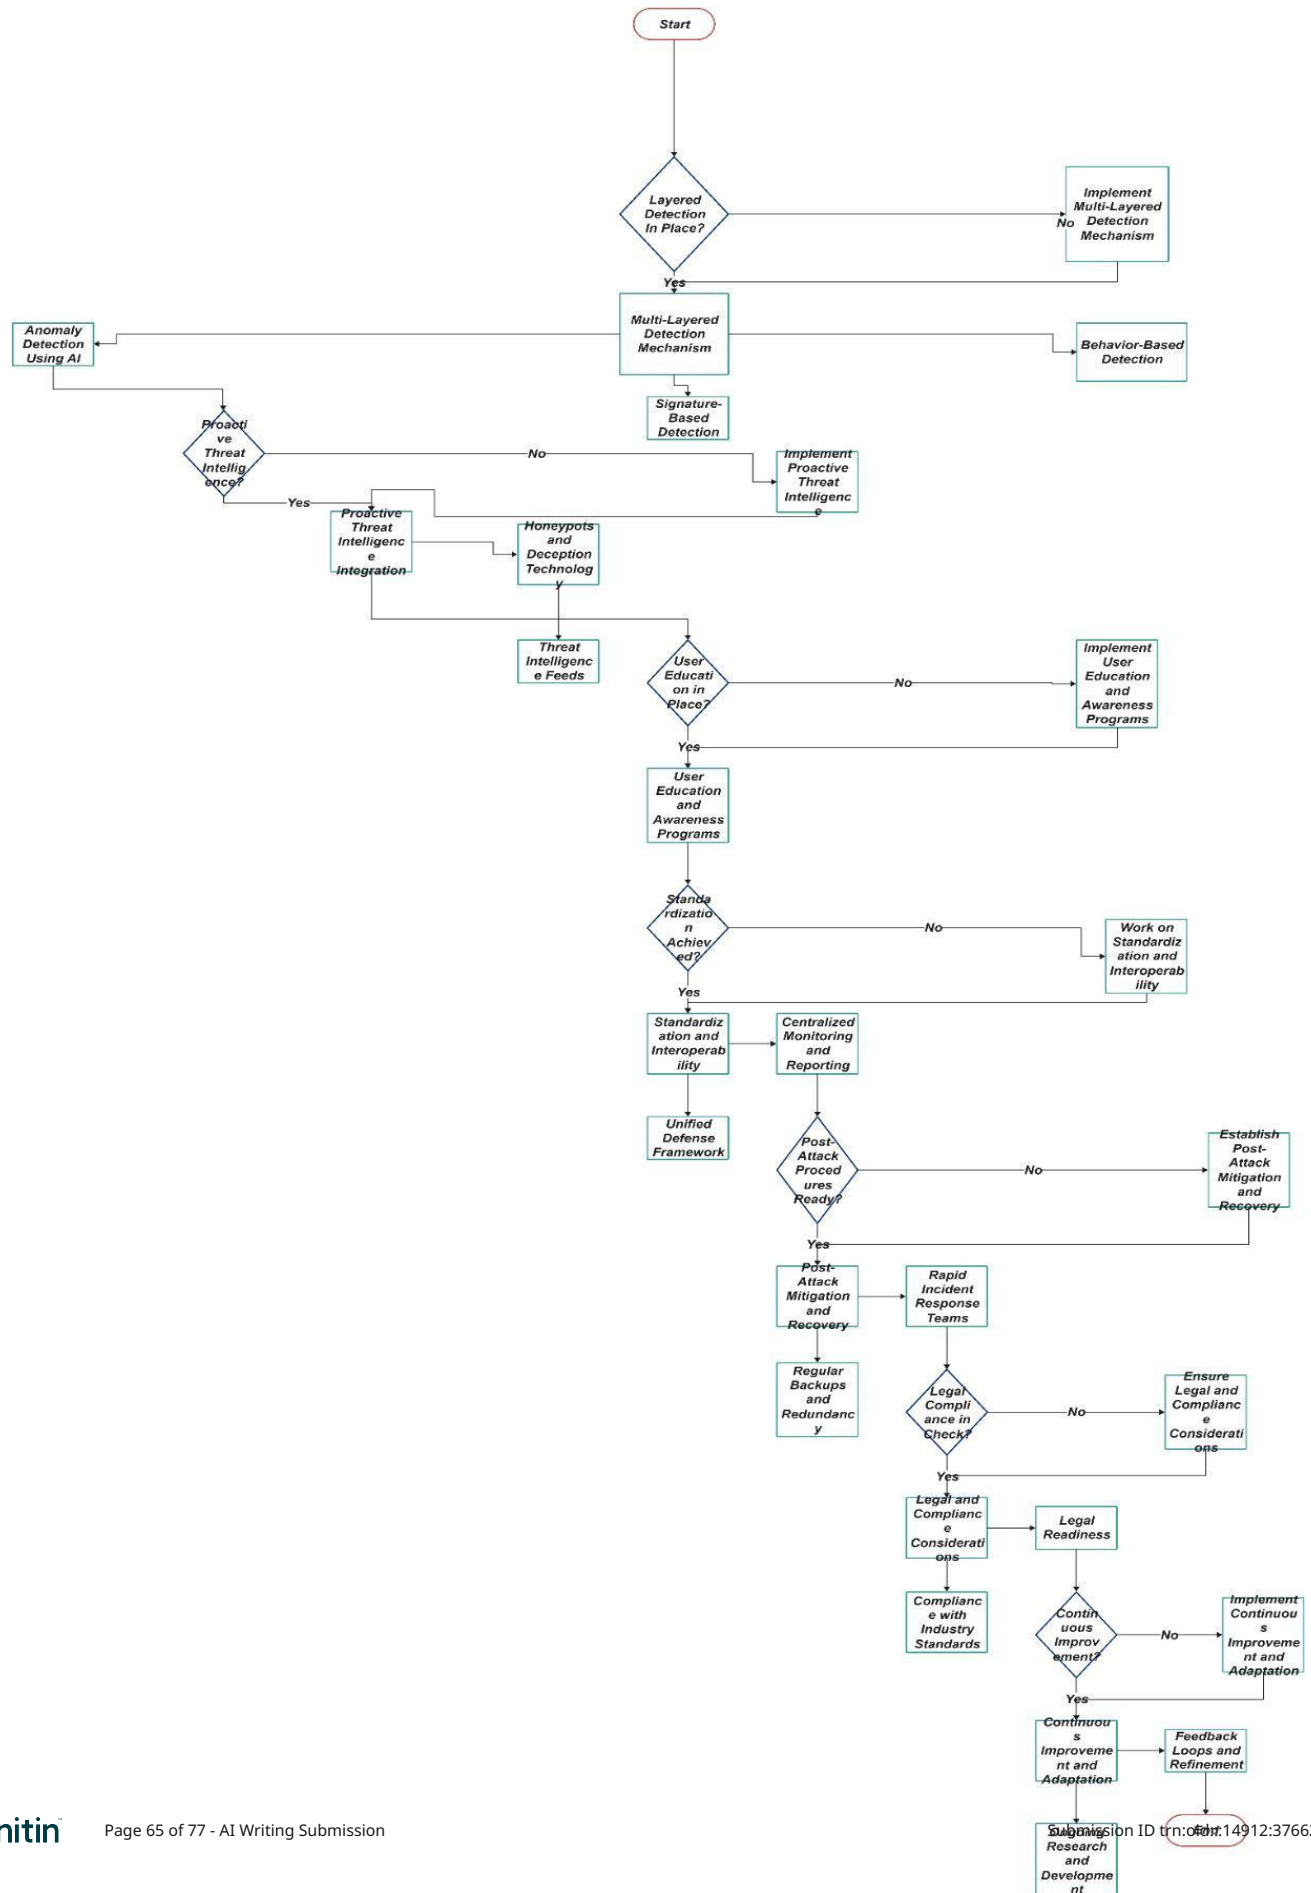 Start
Layered
Detection
In Place?
Implement
Multi-Layered
Detection
Mechanism
No
Yes
Multi-Layered
Detection
Mechanism
Anomaly
Detection
Using AI
Behavior-Based
Detection
Signature-
Based
Detection
Proacti
ve
Threat
Intellig
ence?
No
Implement
Proactive
Threat
Intelligenc
e
Yes
Proactive
Threat
Intelligenc
e
Integration
Honeypots
and
Deception
Technolog
y
Threat
Intelligenc
e Feeds
User
Educati
on in
Place?
No
Implement
User
Education
and
Awareness
Programs
Yes
User
Education
and
Awareness
Programs
Standa
rdizatio
n
Achiev
ed?
No
Work on
Standardiz
ation and
Interoperab
ility
Yes
Standardiz
ation and
Interoperab
ility
Centralized
Monitoring
and
Reporting
Unified
Defense
Framework
Post-
Attack
Proced
ures
Ready?
No
Establish
Post-
Attack
Mitigation
and
Recovery
Yes
Post-
Attack
Mitigation
and
Recovery
Rapid
Incident
Response
Teams
Regular
Backups
and
Redundanc
y
Legal
Compli
ance in
Check?
No
Ensure
Legal and
Complianc
e
Considerati
ons
Yes
Legal and
Complianc
e
Considerati
ons
Legal
Readiness
Complianc
e with
Industry
Standards
Contin
uous
Improv
ement?
No
Implement
Continuou
s
Improveme
nt and
Adaptation
Yes
Continuou
s
Improveme
nt and
Adaptation
Feedback
Loops and
Refinement
nitin
Page 65 of 77 - AI Writing Submission
Submission ID
End
Ongoing
Research
and
Developme
nt